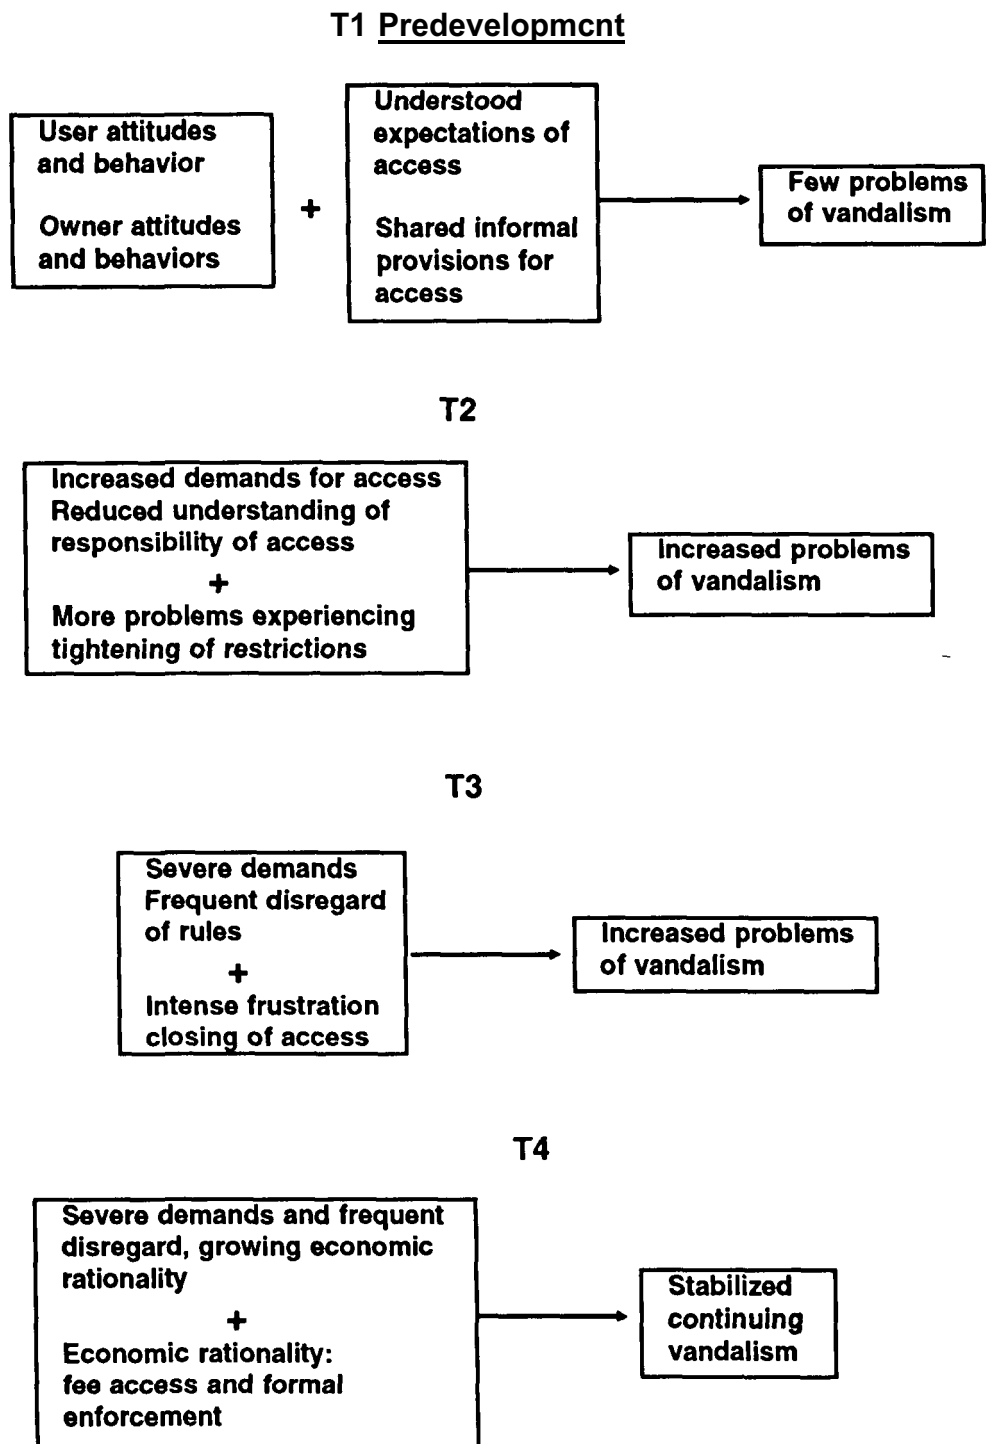 T1 Predevelopmcnt
User attitudes
and behavior
Owner attitudes
and behaviors
+
Understood
expectations of
access
Shared informal
provisions for
access
Few problems
of vandalism
T2
Increased demands for access
Reduced understanding of
responsibility of access
+
More problems experiencing
tightening of restrictions
Increased problems
of vandalism
T3
Severe demands
Frequent disregard
of rules
+
Intense frustration
closing of access
Increased problems
of vandalism
T4
Severe demands and frequent
disregard, growing economic
rationality
+
Economic rationality:
fee access and formal
enforcement
Stabilized
continuing
vandalism